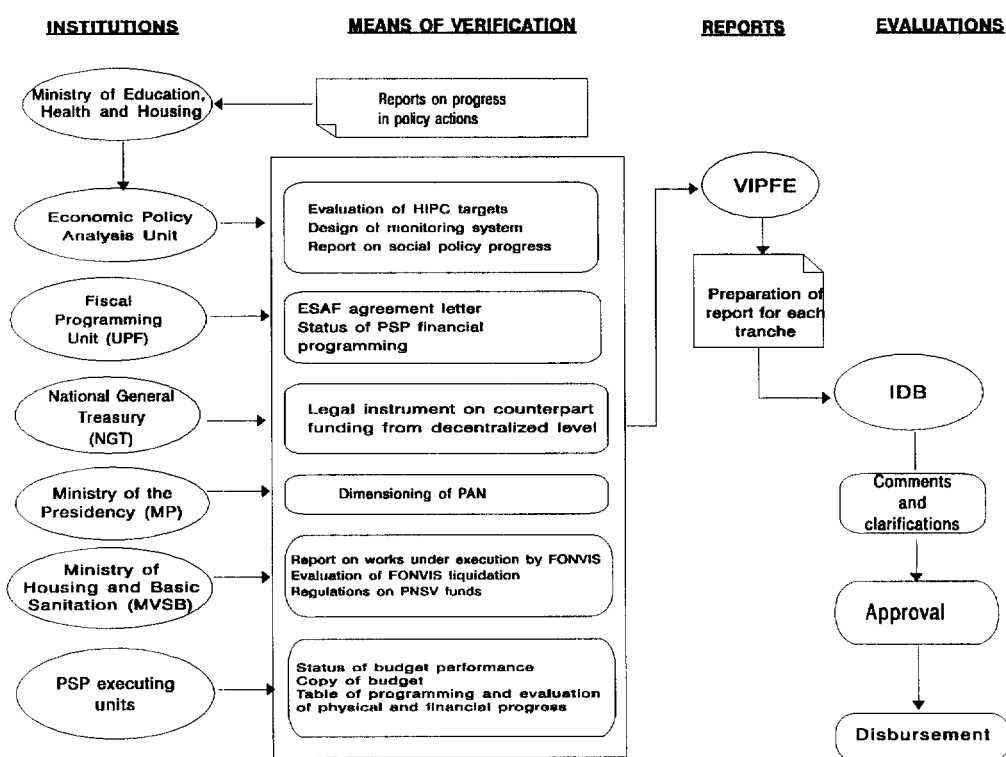 INSTITUTIONS
MEANS OF VERIFICATION
REPORTS
EVALUATIONS
Ministry of Education,
Health and Housing
Reports on progress
in policy actions
Economic Policy
Analysis Unit
Evaluation of HIPC targets
Design of monitoring system
Report on social policy progress
Fiscal
Programming
Unit (UPF)
ESAF agreement letter
Status of PSP financial
programming
National General
Treasury
(NGT)
Legal instrument on counterpart
funding from decentralized level
Ministry of the
Presidency (MP)
Dimensioning of PAN
Ministry of
Housing and Basic
Sanitation (MVSB)
Report on works under execution by FONVIS
Evaluation of FONVIS liquidation
Regulations on PNSV funds
PSP executing
units
Status of budget performance
Copy of budget
Table of programming and evaluation
of physical and financial progress
VIPFE
Preparation of
report for each
tranche
IDB
Comments
and
clarifications
Approval
Disbursement